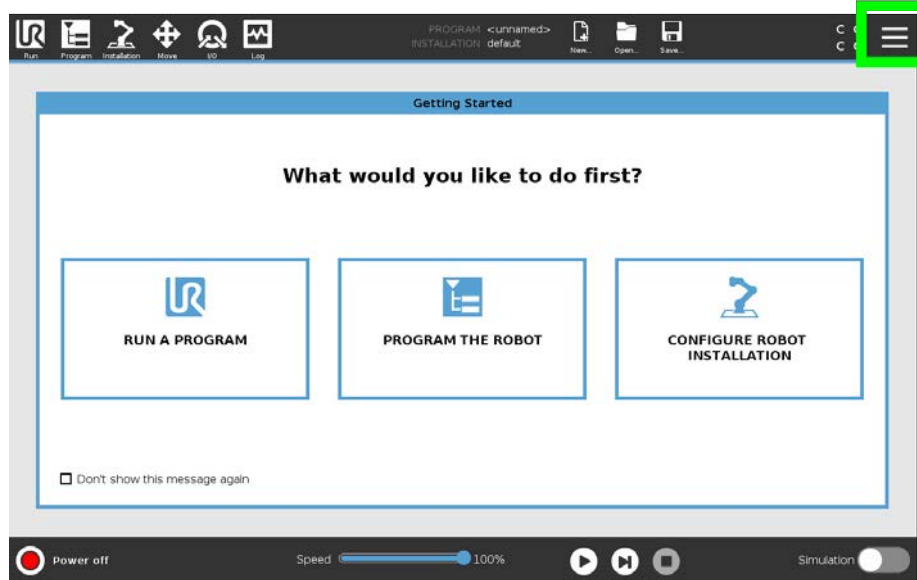 PROGRAM <unnamed>
INSTALLATION default
Run Program Installation Move I/O Log New... Open... Save...
C
C
Getting Started
What would you like to do first?
RUN A PROGRAM
PROGRAM THE ROBOT
CONFIGURE ROBOT
INSTALLATION
Don't show this message again
Power off
Speed 100%
Simulation